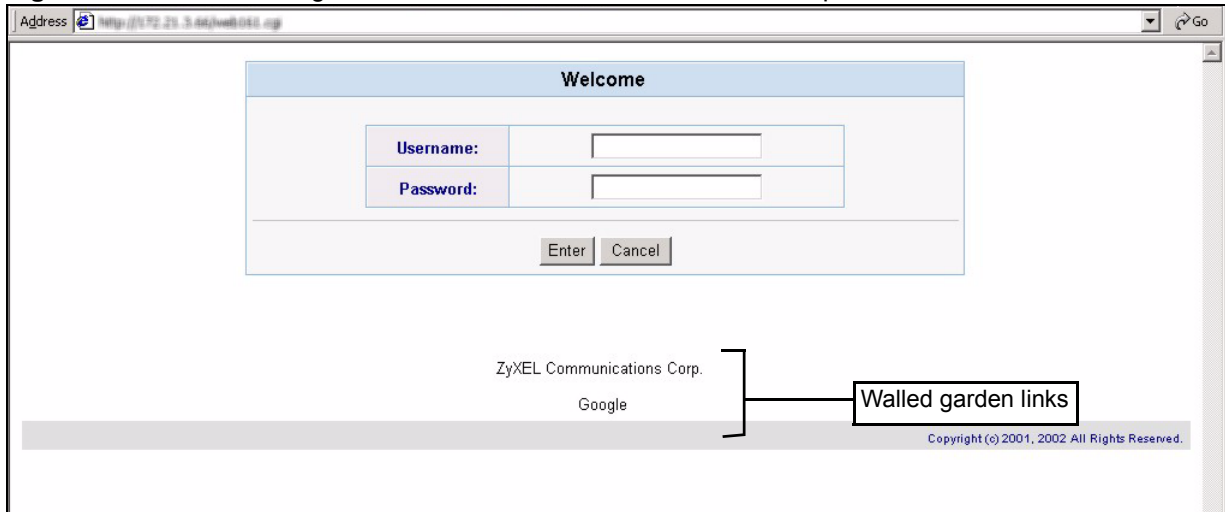 Address
Go
Welcome
Username:
Password:
Enter Cancel
ZyXEL Communications Corp.
Google
Walled garden links
Copyright (c) 2001, 2002 All Rights Reserved.